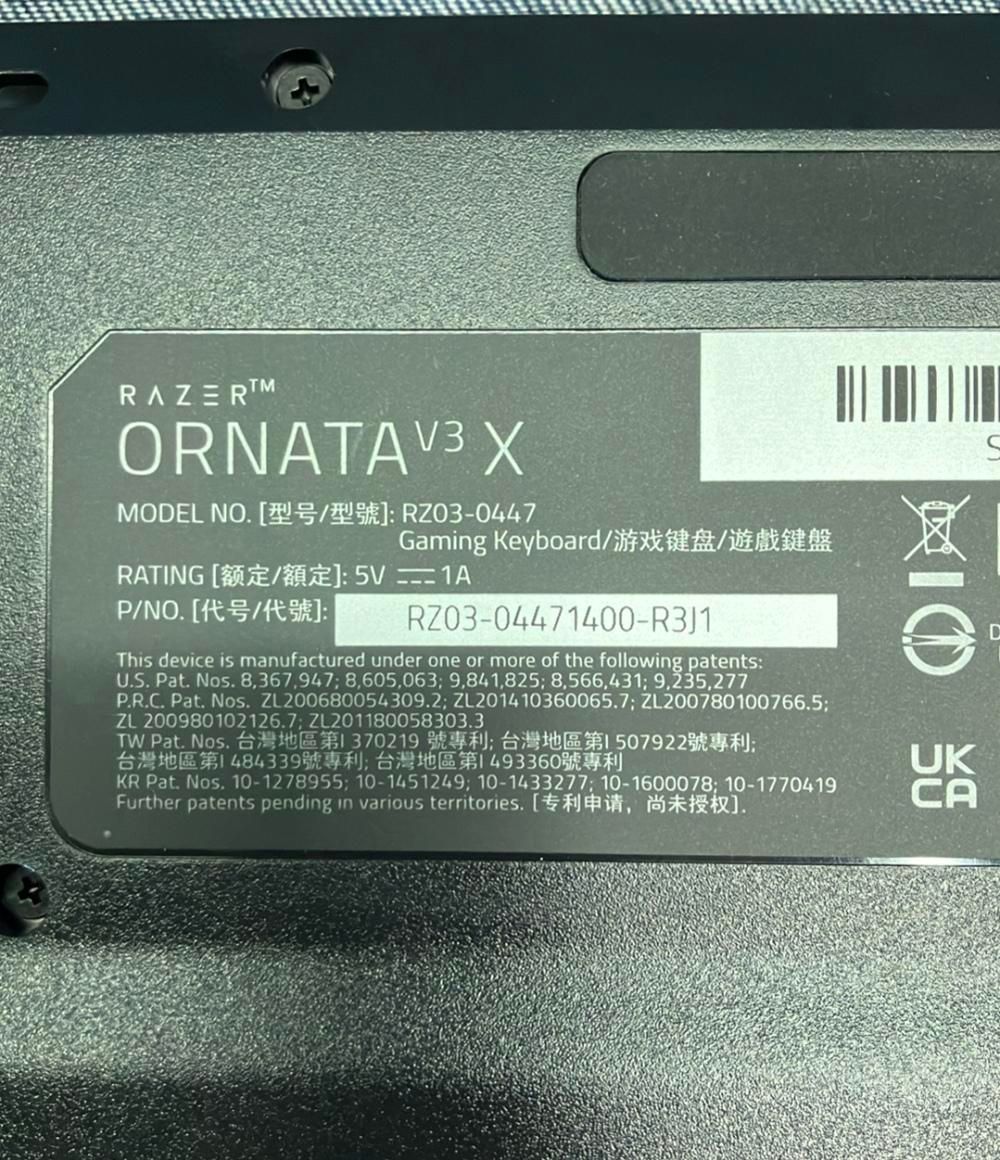 RAZER™
ORNATA V3 X
MODEL NO. [型号/型號]: RZ03-0447
Gaming Keyboard/游戏键盘/遊戲鍵盤
RATING [额定/額定]: 5V ⎓ 1A
P/NO. [代号/代號]: RZ03-04471400-R3J1
This device is manufactured under one or more of the following patents:
U.S. Pat. Nos. 8,367,947; 8,605,063; 9,841,825; 8,566,431; 9,235,277
P.R.C. Pat. Nos. ZL200680054309.2; ZL201410360065.7; ZL200780100766.5;
ZL 200980102126.7; ZL201180058303.3
TW Pat. Nos. 台灣地區第I 370219 號專利; 台灣地區第I 507922號專利;
台灣地區第I 484339號專利; 台灣地區第I 493360號專利
KR Pat. Nos. 10-1278955; 10-1451249; 10-1433277; 10-1600078; 10-1770419
Further patents pending in various territories. [专利申请，尚未授权].
UK
CA